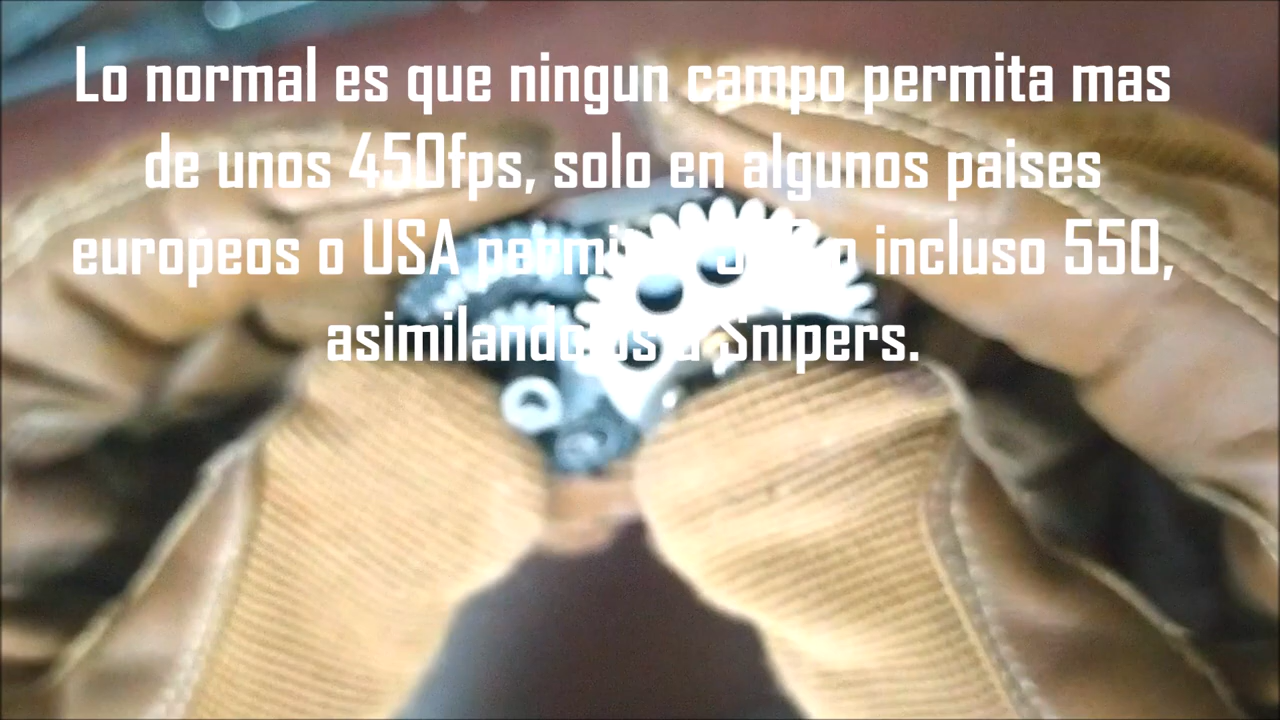 Lo normal es que ningun campo permita mas
de unos 450fps, solo en algunos paises
europeos o USA o incluso 550,
Snipers.